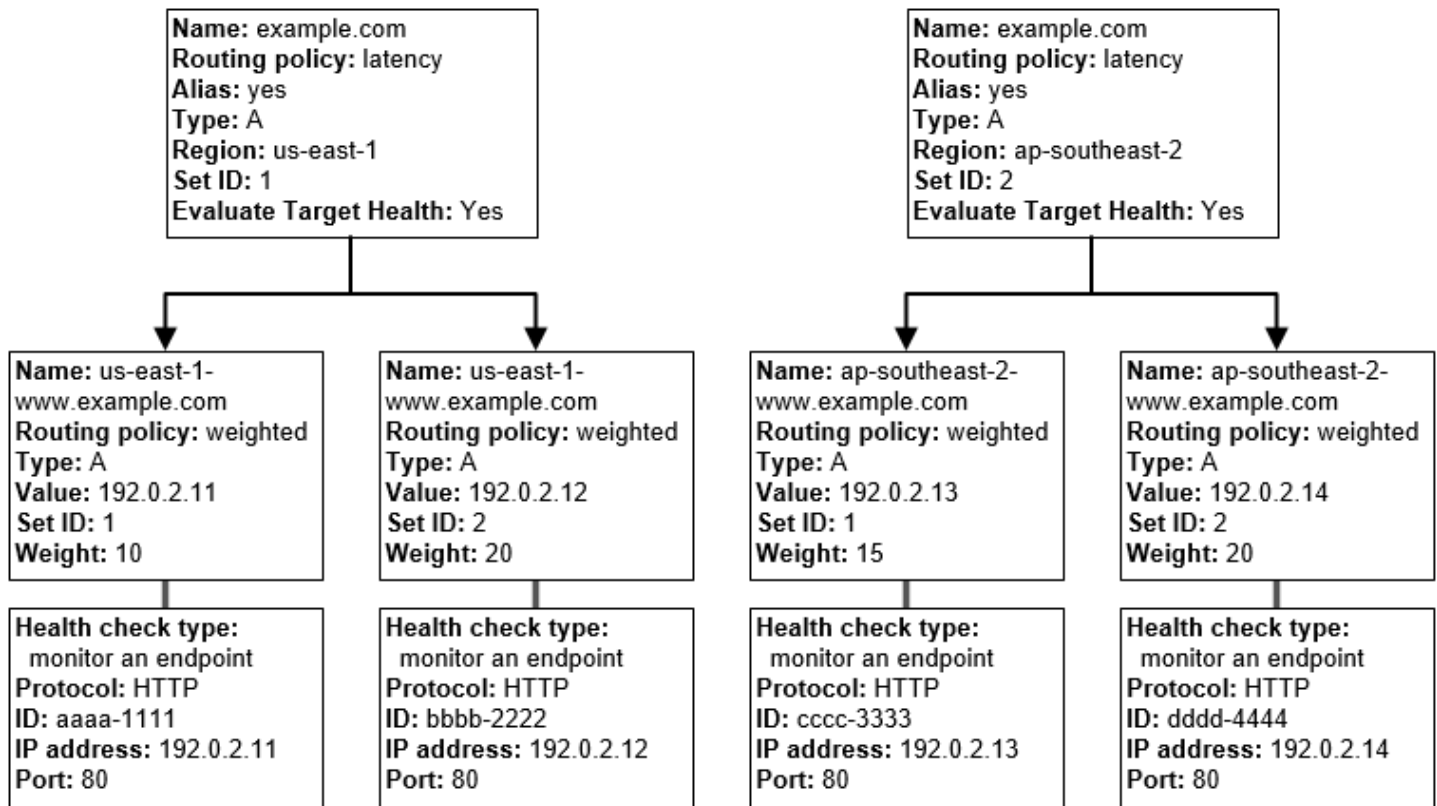 Name: example.com
Routing policy: latency
Alias: yes
Type: A
Region: us-east-1
Set ID: 1
Evaluate Target Health: Yes
Name: example.com
Routing policy: latency
Alias: yes
Type: A
Region: ap-southeast-2
Set ID: 2
Evaluate Target Health: Yes
Name: us-east-1-
www.example.com
Routing policy: weighted
Type: A
Value: 192.0.2.11
Set ID: 1
Weight: 10
Name: us-east-1-
www.example.com
Routing policy: weighted
Type: A
Value: 192.0.2.12
Set ID: 2
Weight: 20
Name: ap-southeast-2-
www.example.com
Routing policy: weighted
Type: A
Value: 192.0.2.13
Set ID: 1
Weight: 15
Name: ap-southeast-2-
www.example.com
Routing policy: weighted
Type: A
Value: 192.0.2.14
Set ID: 2
Weight: 20
Health check type:
monitor an endpoint
Protocol: HTTP
ID: aaaa-1111
IP address: 192.0.2.11
Port: 80
Health check type:
monitor an endpoint
Protocol: HTTP
ID: bbbb-2222
IP address: 192.0.2.12
Port: 80
Health check type:
monitor an endpoint
Protocol: HTTP
ID: cccc-3333
IP address: 192.0.2.13
Port: 80
Health check type:
monitor an endpoint
Protocol: HTTP
ID: dddd-4444
IP address: 192.0.2.14
Port: 80